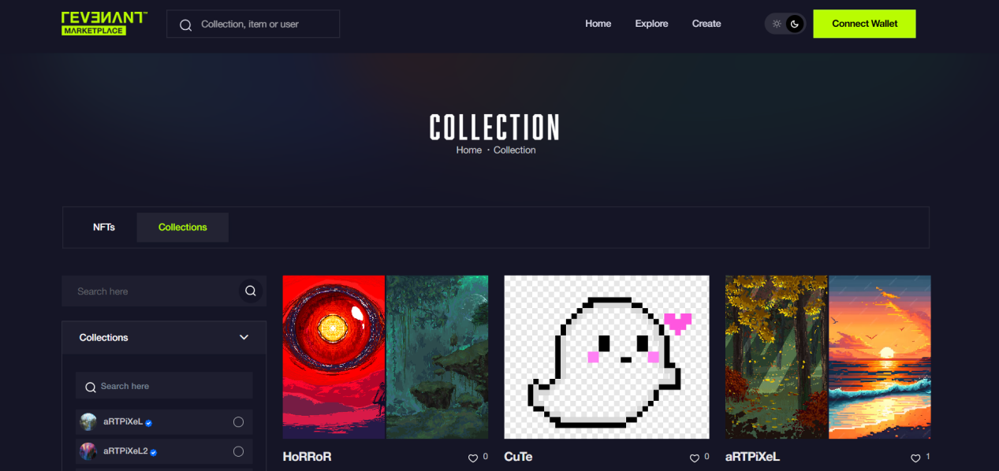 revenant™
MARKETPLACE
Collection, item or user
Home
Explore
Create
Connect Wallet
COLLECTION
Home · Collection
NFTs
Collections
Search here
Collections
Search here
aRTPiXeL
aRTPiXeL2
HoRRoR
0
CuTe
0
aRTPiXeL
1